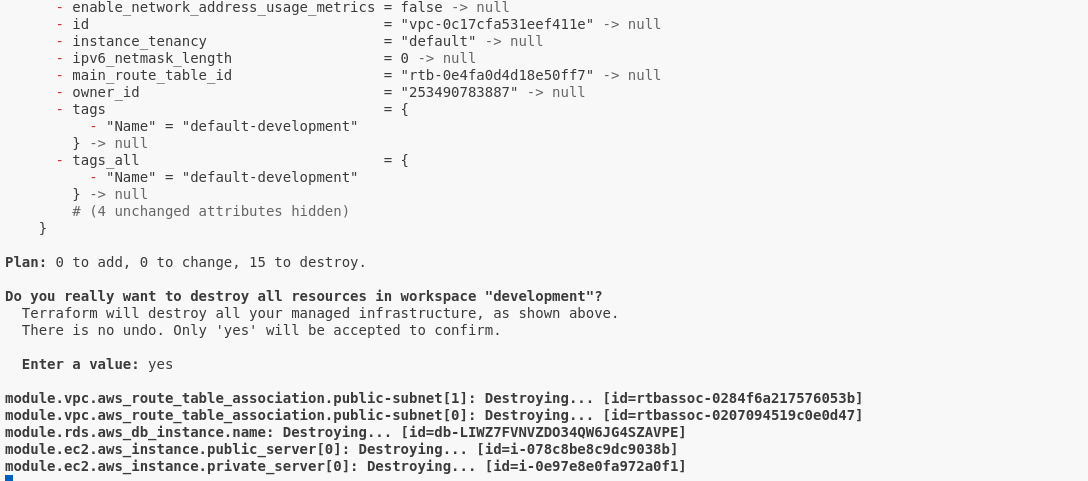 - enable_network_address_usage_metrics = false -> null
- id = "vpc-0c17cfa531eef411e" -> null
- instance_tenancy = "default" -> null
- ipv6_netmask_length = 0 -> null
- main_route_table_id = "rtb-0e4fa0d4d18e50ff7" -> null
- owner_id = "253490783887" -> null
- tags = {
- "Name" = "default-development"
} -> null
- tags_all = {
- "Name" = "default-development"
} -> null
# (4 unchanged attributes hidden)
}
Plan: 0 to add, 0 to change, 15 to destroy.
Do you really want to destroy all resources in workspace "development"?
Terraform will destroy all your managed infrastructure, as shown above.
There is no undo. Only 'yes' will be accepted to confirm.
Enter a value: yes
module.vpc.aws_route_table_association.public-subnet[1]: Destroying... [id=rtbassoc-0284f6a217576053b]
module.vpc.aws_route_table_association.public-subnet[0]: Destroying... [id=rtbassoc-0207094519c0e0d47]
module.rds.aws_db_instance.name: Destroying... [id=db-LIWZ7FVNVZDO34QW6JG4SZAVPE]
module.ec2.aws_instance.public_server[0]: Destroying... [id=i-078c8be8c9dc9038b]
module.ec2.aws_instance.private_server[0]: Destroying... [id=i-0e97e8e0fa972a0f1]